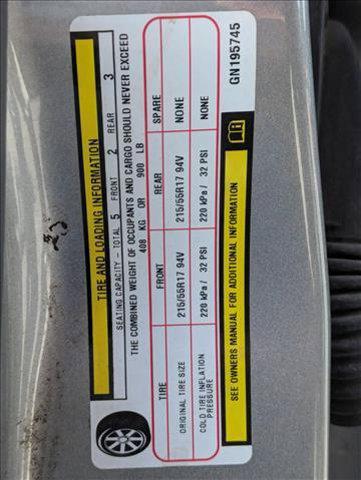 TIRE AND LOADING INFORMATION
SEATING CAPACITY - TOTAL 5 FRONT 2 REAR 3
THE COMBINED WEIGHT OF OCCUPANTS AND CARGO SHOULD NEVER EXCEED
408 KG OR 900 LB
TIRE FRONT REAR SPARE
ORIGINAL TIRE SIZE 215/55R17 94V 215/55R17 94V NONE
COLD TIRE INFLATION PRESSURE 220 kPa / 32 PSI 220 kPa / 32 PSI NONE
SEE OWNERS MANUAL FOR ADDITIONAL INFORMATION
GN195745